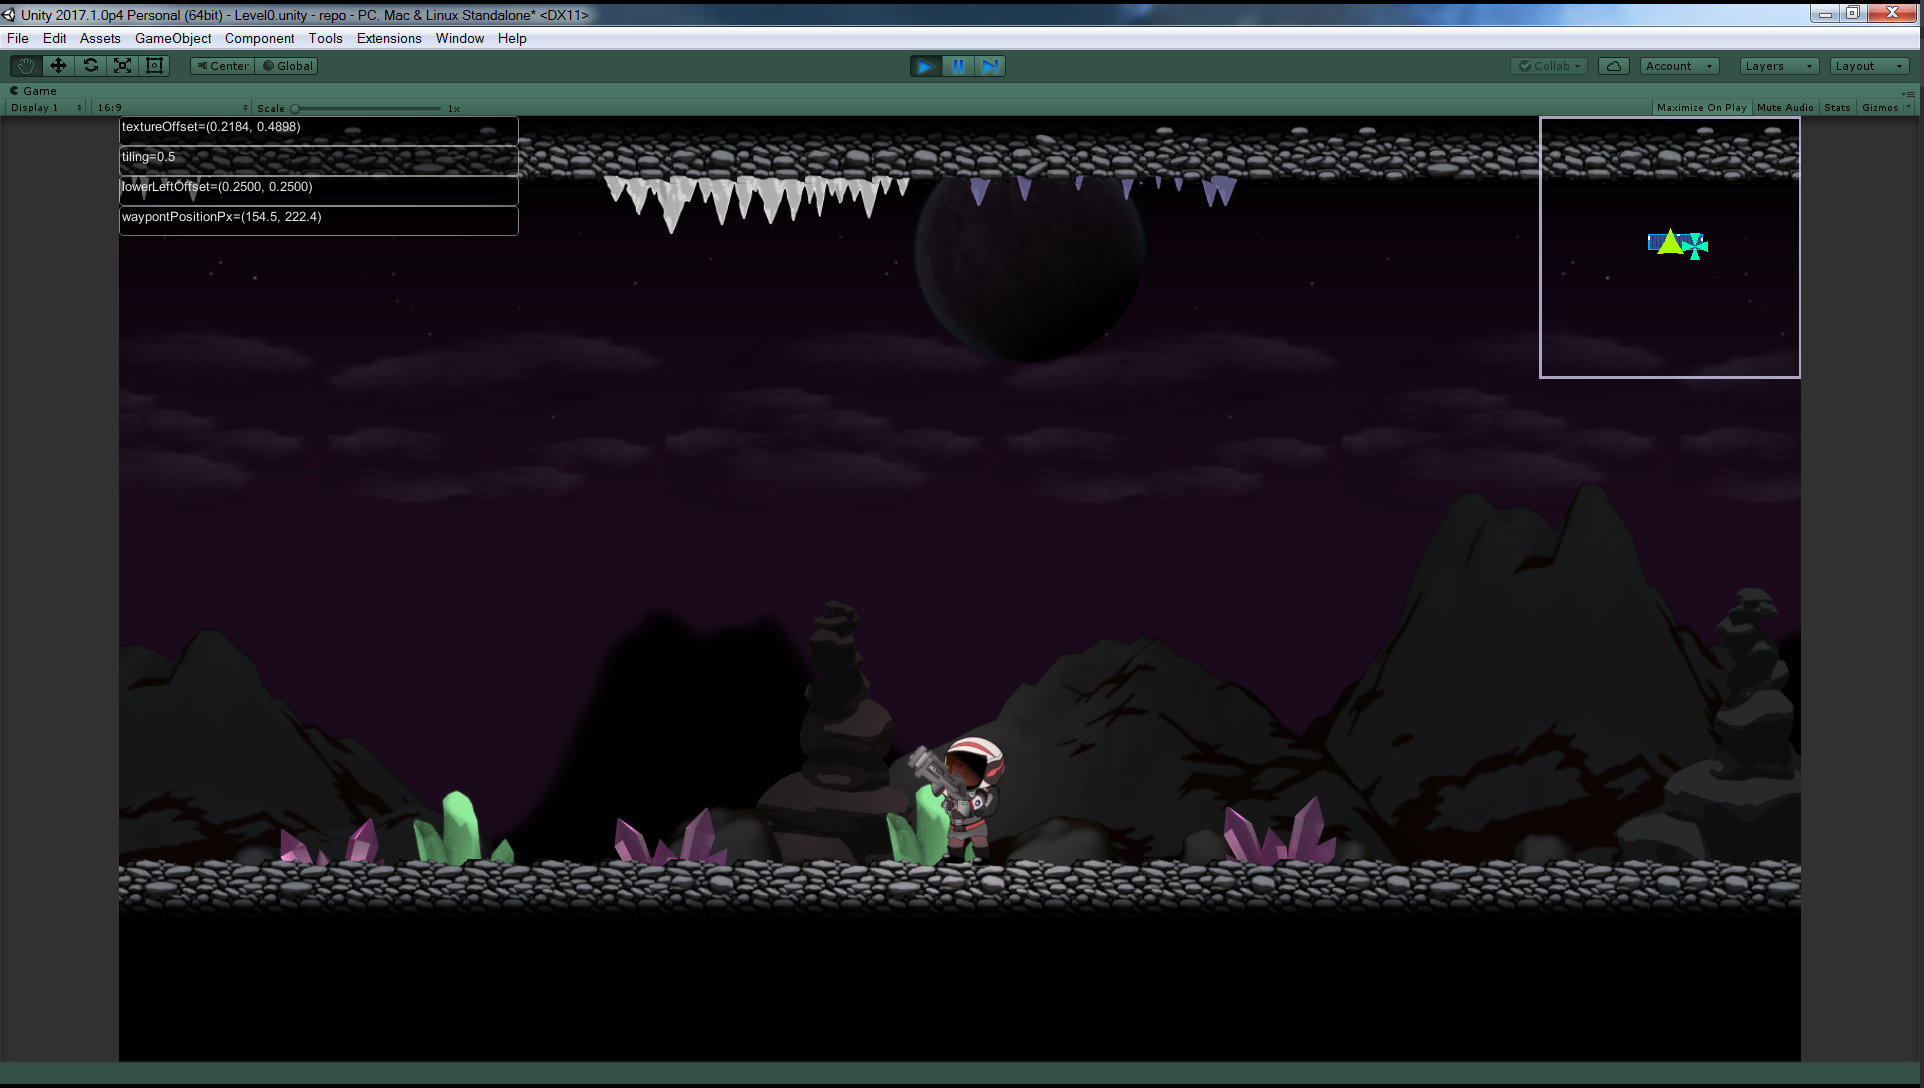 Unity 2017.1.0p4 Personal (64bit) - Level0.unity - repo - PC, Mac & Linux Standalone* <DX11>
File Edit Assets GameObject Component Tools Extensions Window Help
Center Global Collab Account Layers Layout
Game
Display 1 16:9 Scale 1x Maximize On Play Mute Audio Stats Gizmos
textureOffset=(0.2184, 0.4898)
tiling=0.5
lowerLeftOffset=(0.2500, 0.2500)
waypontPositionPx=(154.5, 222.4)